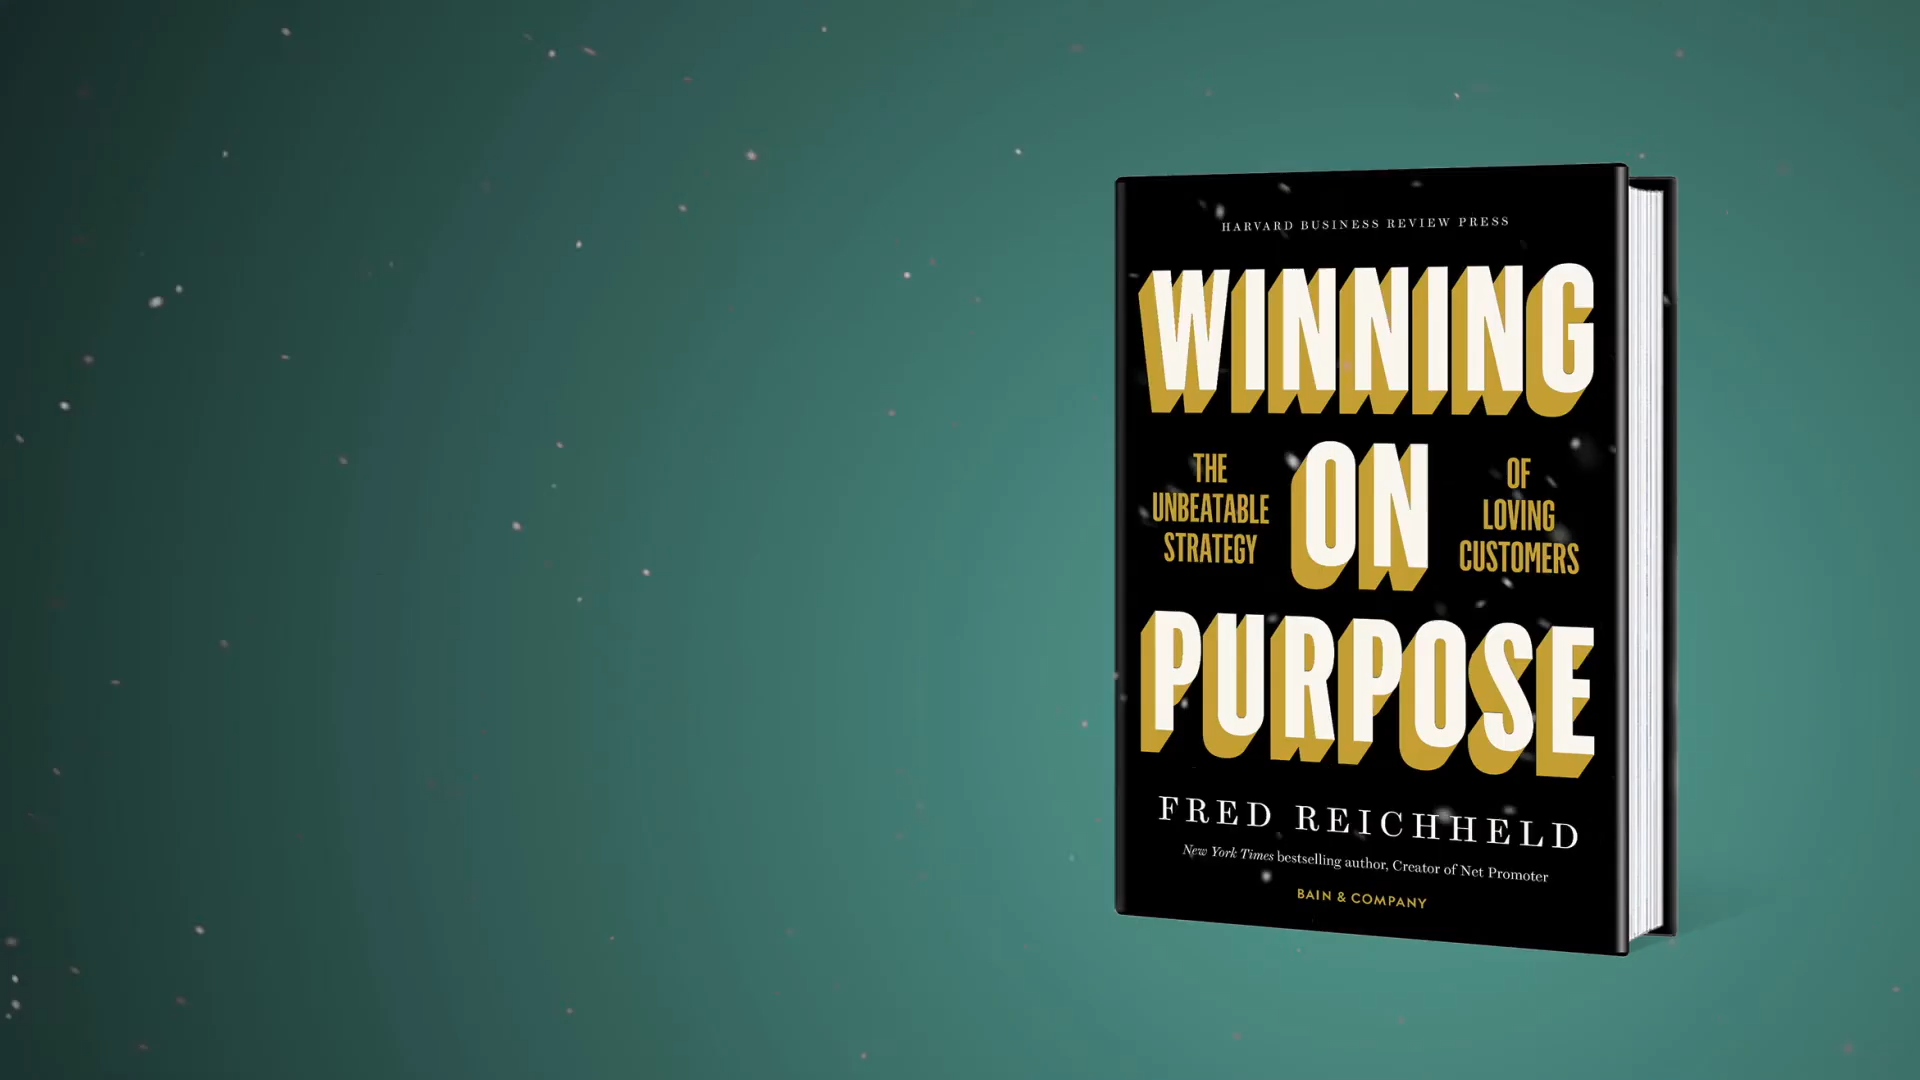 HARVARD BUSINESS REVIEW PRESS
WINNING
THE
UNBEATABLE
STRATEGY
ON
OF
LOVING
CUSTOMERS
PURPOSE
FRED REICHHELD
New York Times bestselling author, Creator of Net Promoter
BAIN & COMPANY